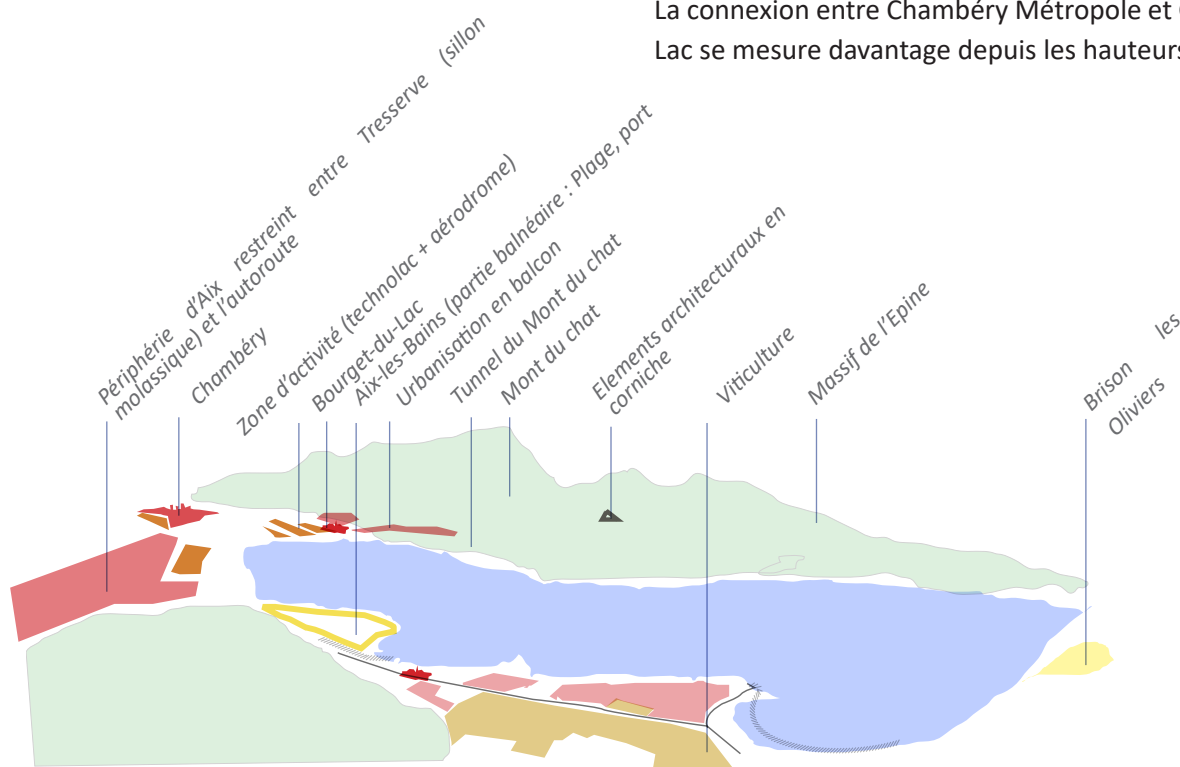 La connexion entre Chambéry Métropole et
Lac se mesure davantage depuis les hauteurs
Périphérie d'Aix restreint entre Tresserve (sillon
molassique) et l'autoroute
Chambéry
Zone d'activité (technolac + aérodrome)
Bourget-du-Lac
Aix-les-Bains (partie balnéaire : Plage, port
Urbanisation en balcon
Tunnel du Mont du chat
Mont du chat
Elements architecturaux en
corniche
Viticulture
Massif de l'Epine
Brison les
Oliviers